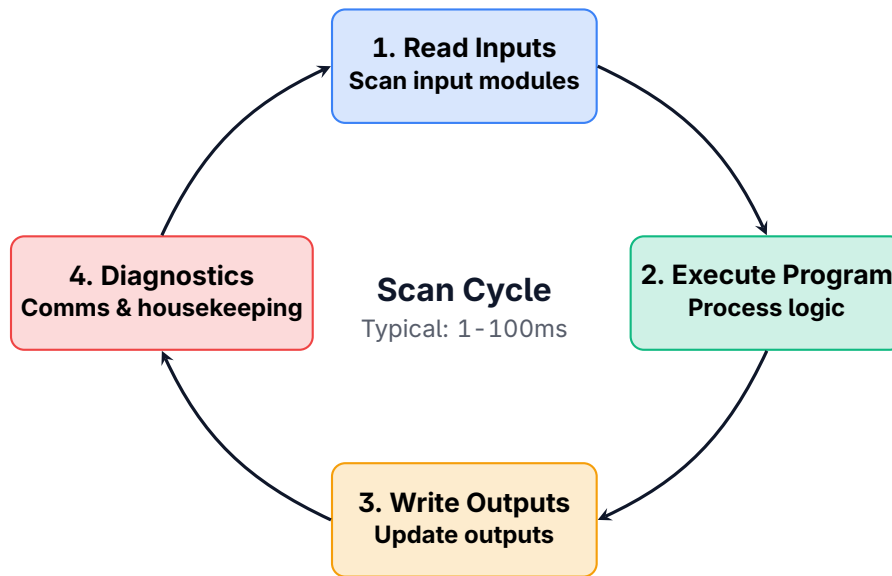 1. Read Inputs
Scan input modules
2. Execute Program
Process logic
3. Write Outputs
Update outputs
4. Diagnostics
Comms & housekeeping
Scan Cycle
Typical: 1-100ms